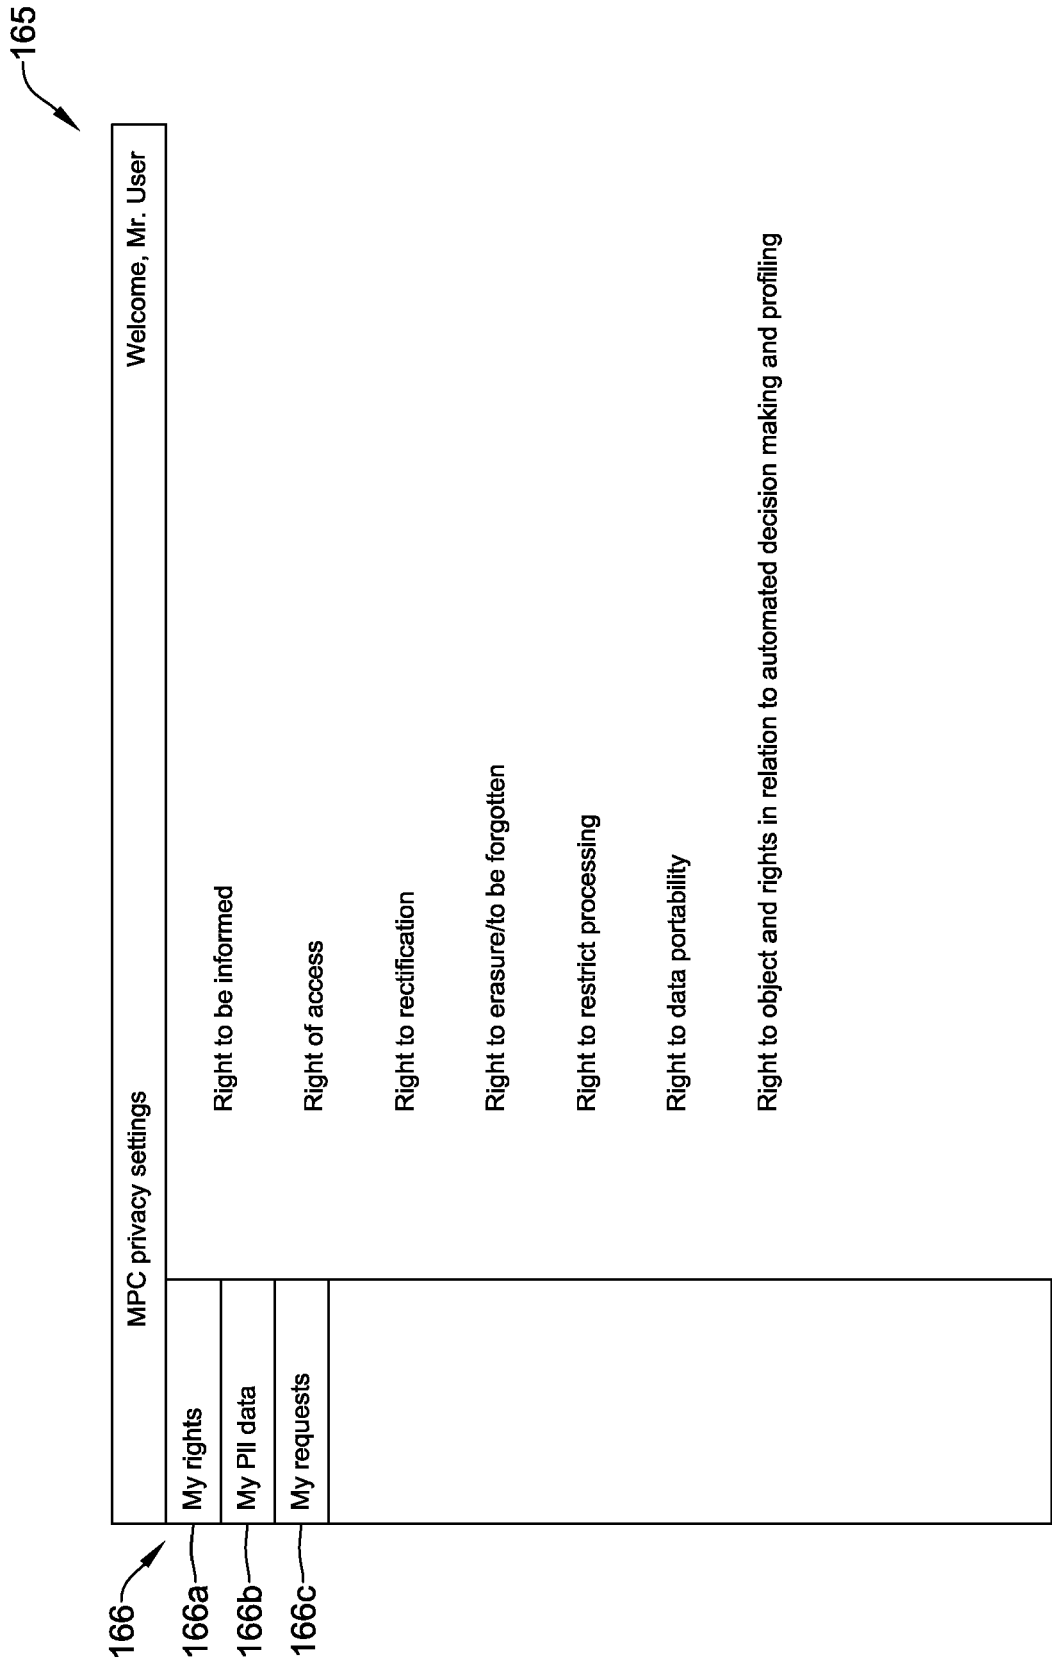 165
MPC privacy settings
Welcome, Mr. User
166
166a
My rights
166b
My PII data
166c
My requests
Right to be informed
Right of access
Right to rectification
Right to erasure/to be forgotten
Right to restrict processing
Right to data portability
Right to object and rights in relation to automated decision making and profiling